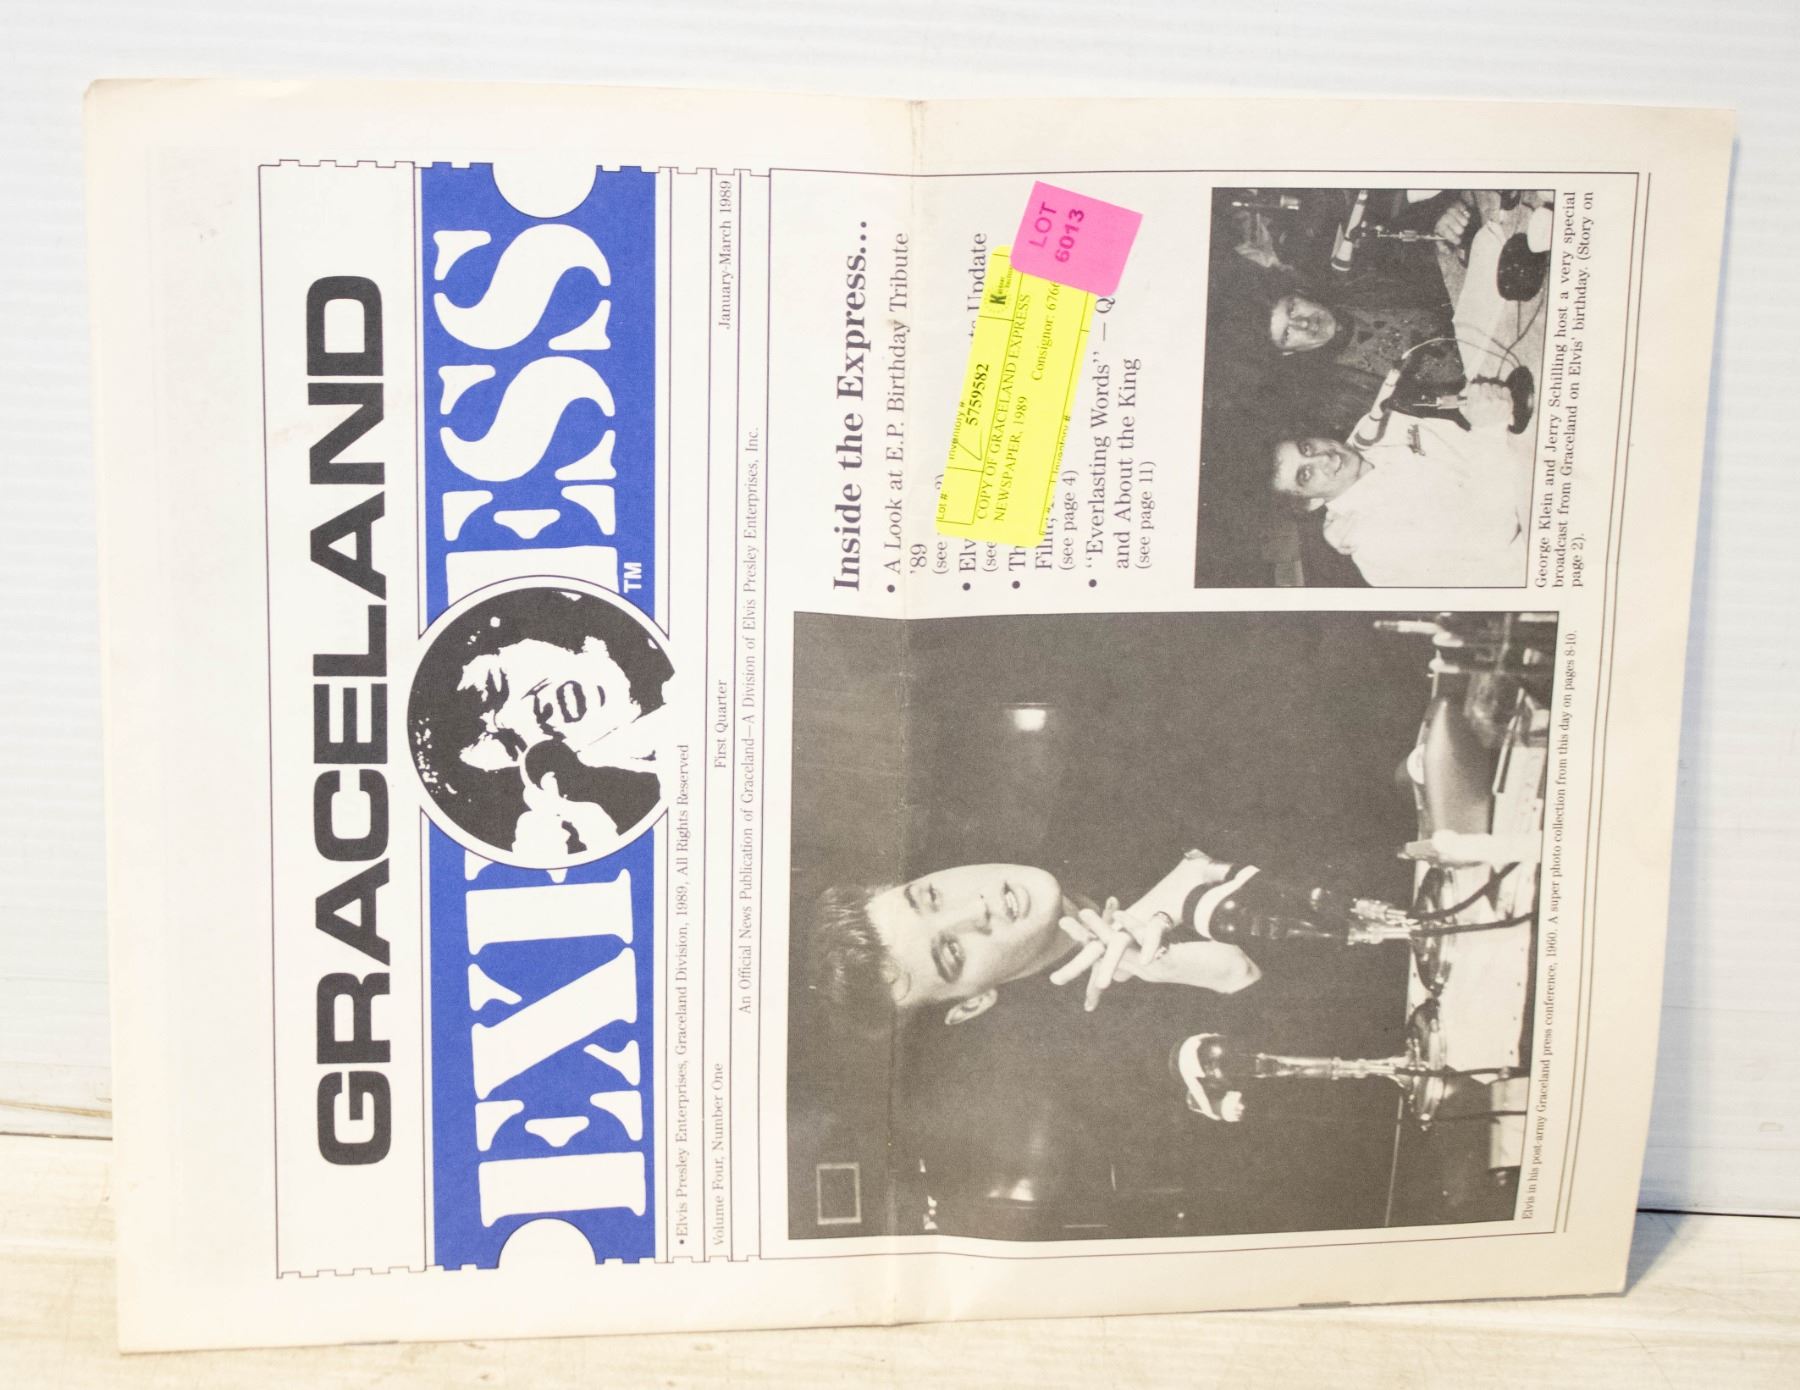 GRACELAND
EXPRESS
TM
• Elvis Presley Enterprises, Graceland Division, 1989, All Rights Reserved
Volume Four, Number One First Quarter January-March 1989
An Official News Publication of Graceland—A Division of Elvis Presley Enterprises, Inc.
Elvis in his post-army Graceland press conference, 1960. A super photo collection from this day on pages 8-10.
Inside the Express...
• A Look at E.P. Birthday Tribute
'89
(see
• Elv Update
(see
• Th
Film,
(see page 4)
• "Everlasting Words" — Q
and About the King
(see page 11)
Lot # Inventory #
5759582
COPY OF GRACELAND EXPRESS
NEWSPAPER, 1989
Consignor: 676
Inventory #
LOT
6013
George Klein and Jerry Schilling host a very special
broadcast from Graceland on Elvis' birthday. (Story on
page 2).